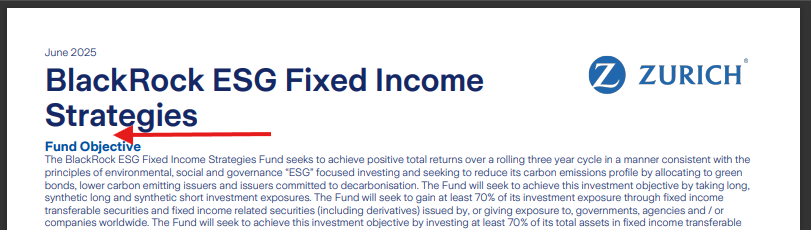 June 2025
BlackRock ESG Fixed Income
Strategies
ZURICH®
Fund Objective
The BlackRock ESG Fixed Income Strategies Fund seeks to achieve positive total returns over a rolling three year cycle in a manner consistent with the
principles of environmental, social and governance “ESG” focused investing and seeking to reduce its carbon emissions profile by allocating to green
bonds, lower carbon emitting issuers and issuers committed to decarbonisation. The Fund will seek to achieve this investment objective by taking long,
synthetic long and synthetic short investment exposures. The Fund will seek to gain at least 70% of its investment exposure through fixed income
transferable securities and fixed income related securities (including derivatives) issued by, or giving exposure to, governments, agencies and / or
companies worldwide. The Fund will seek to achieve this investment objective by investing at least 70% of its total assets in fixed income transferable